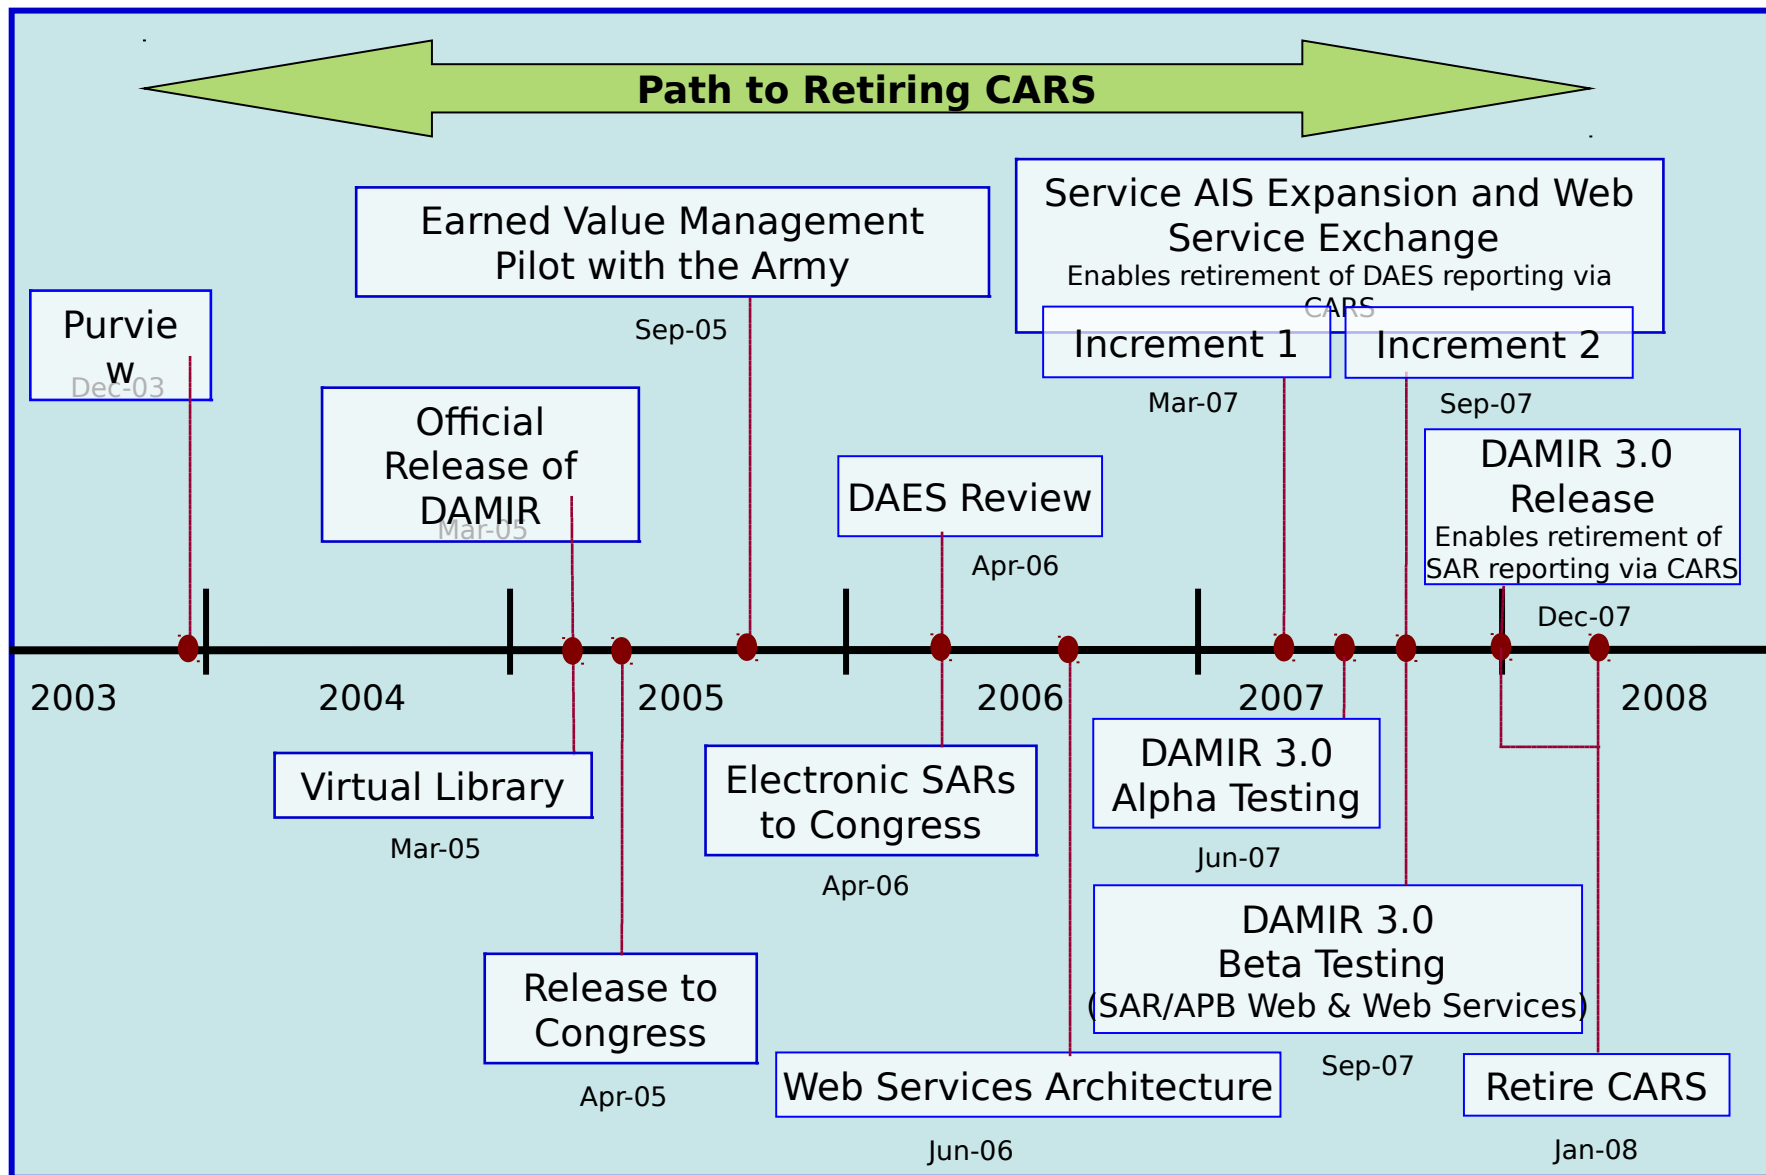 Path to Retiring CARS
Service AIS Expansion and Web
Service Exchange
Enables retirement of DAES reporting via
CARS
Earned Value Management
Pilot with the Army
Sep-05
Purvie
w
Dec-03
Increment 1
Mar-07
Increment 2
Sep-07
Official
Release of
DAMIR
Mar-05
DAES Review
Apr-06
DAMIR 3.0
Release
Enables retirement of
SAR reporting via CARS
Dec-07
2003
2004
2005
2006
2007
2008
Virtual Library
Mar-05
Electronic SARs
to Congress
Apr-06
DAMIR 3.0
Alpha Testing
Jun-07
DAMIR 3.0
Beta Testing
(SAR/APB Web & Web Services)
Sep-07
Release to
Congress
Apr-05
Web Services Architecture
Jun-06
Retire CARS
Jan-08